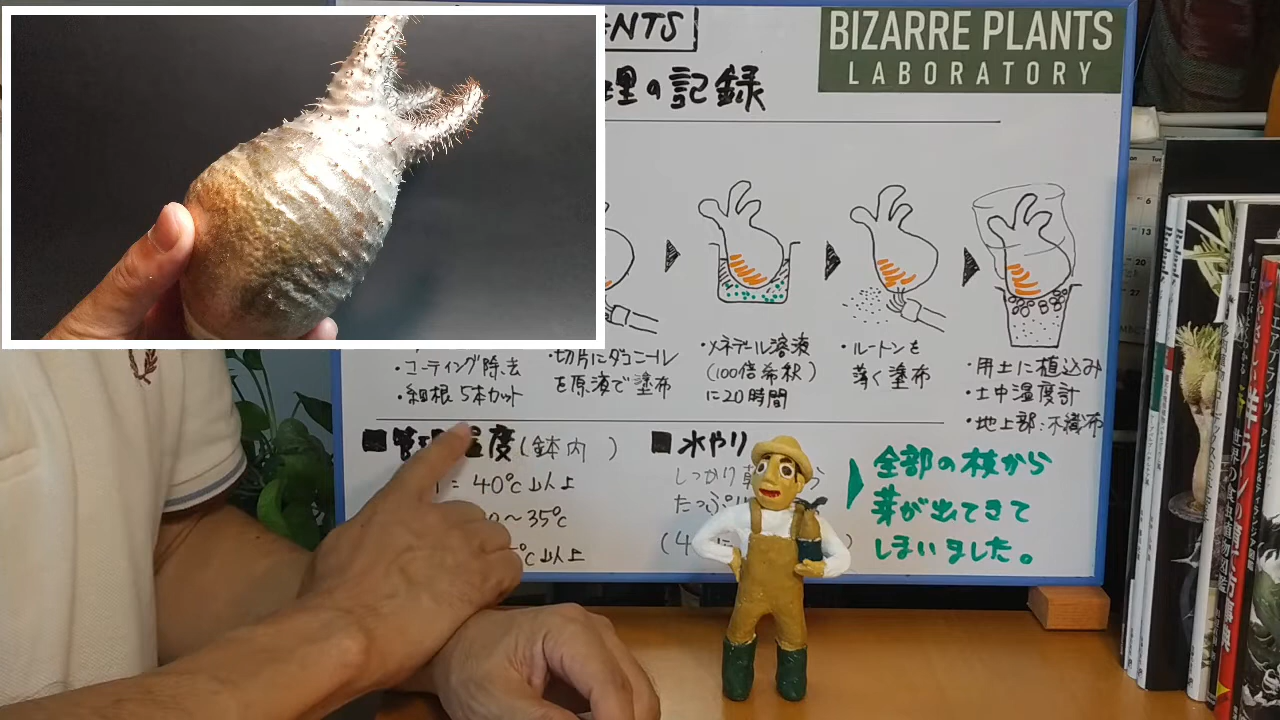 ENTS
理の記録
BIZARRE PLANTS
LABORATORY
・コーティング除去
・細根 5本カット
・切片にダコニール
を原液で塗布
・メネデール溶液
(100倍希釈)
に20時間
・ルートンを
薄く塗布
・用土に植込み
・土中温度計
・地上部:不織布
■管理温度(鉢内 )
= 40℃以上
〜35℃
℃以上
■水やり
しっかり乾
たっぷり
(4
全部の枝から
芽が出てきて
しまいました。